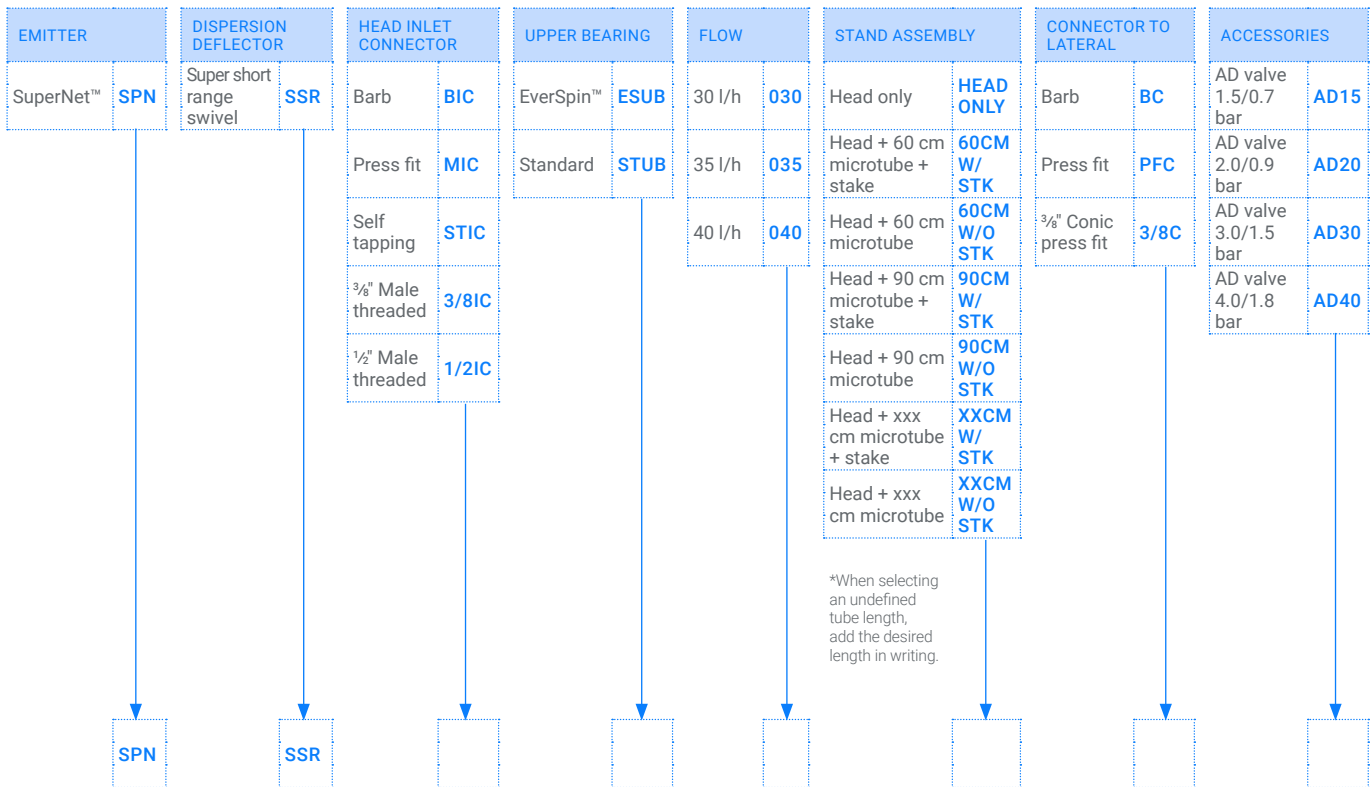 EMITTER
SuperNet™ SPN
DISPERSION
DEFLECTOR
Super short
range
swivel
SSR
HEAD INLET
CONNECTOR
Barb BIC
Press fit MIC
Self
tapping
STIC
⅜" Male
threaded
3/8IC
½" Male
threaded
1/2IC
UPPER BEARING
EverSpin™ ESUB
Standard STUB
FLOW
30 l/h 030
35 l/h 035
40 l/h 040
STAND ASSEMBLY
Head only
HEAD
ONLY
Head + 60 cm
microtube +
stake
60CM
W/
STK
Head + 60 cm
microtube
60CM
W/O
STK
Head + 90 cm
microtube +
stake
90CM
W/
STK
Head + 90 cm
microtube
90CM
W/O
STK
Head + xxx
cm microtube
+ stake
XXCM
W/
STK
Head + xxx
cm microtube
XXCM
W/O
STK
*When selecting
an undefined
tube length,
add the desired
length in writing.
CONNECTOR TO
LATERAL
Barb BC
Press fit PFC
⅜" Conic
press fit
3/8C
ACCESSORIES
AD valve
1.5/0.7
bar
AD15
AD valve
2.0/0.9
bar
AD20
AD valve
3.0/1.5
bar
AD30
AD valve
4.0/1.8
bar
AD40
SPN
SSR